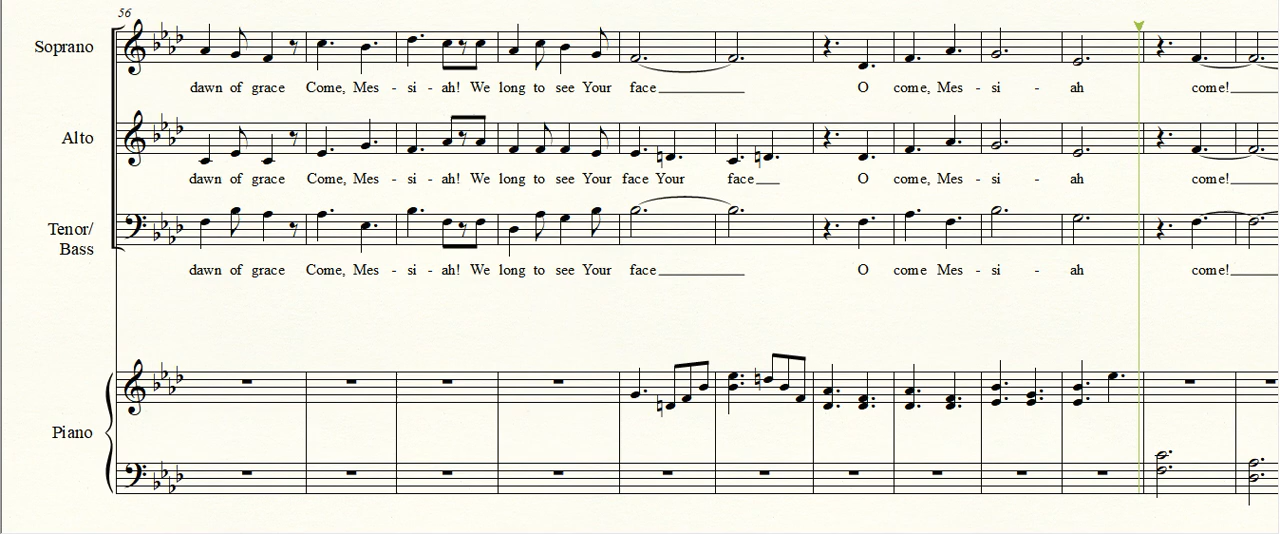 56
Soprano
dawn of grace Come, Mes - si - ah! We long to see Your face O come, Mes - si - ah come!
Alto
dawn of grace Come, Mes - si - ah! We long to see Your face Your face O come, Mes - si - ah come!
Tenor/
Bass
dawn of grace Come, Mes - si - ah! We long to see Your face O come Mes - si - ah come!
Piano